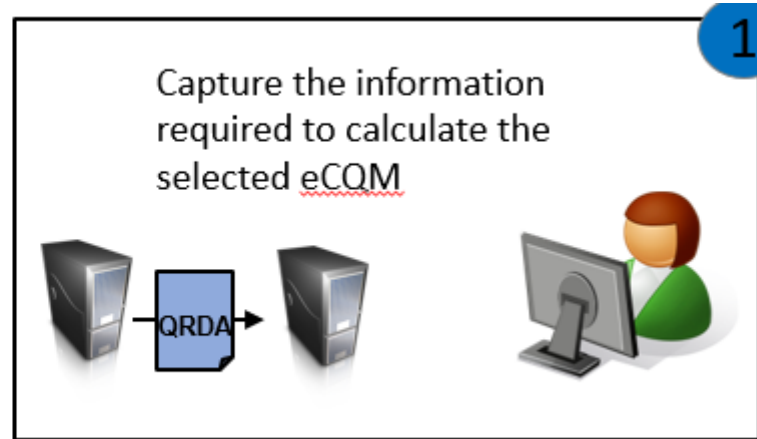 1
Capture the information
required to calculate the
selected eCQM
QRDA